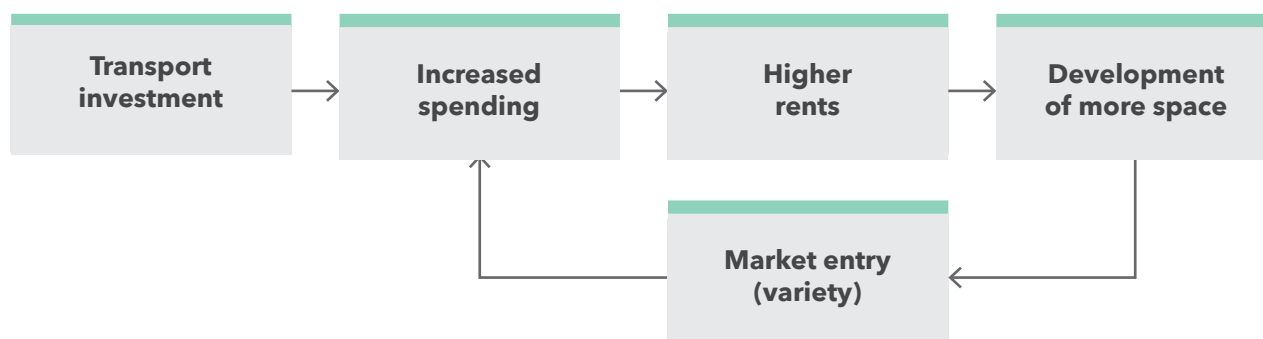 Transport
investment
Increased
spending
Higher
rents
Development
of more space
Market entry
(variety)